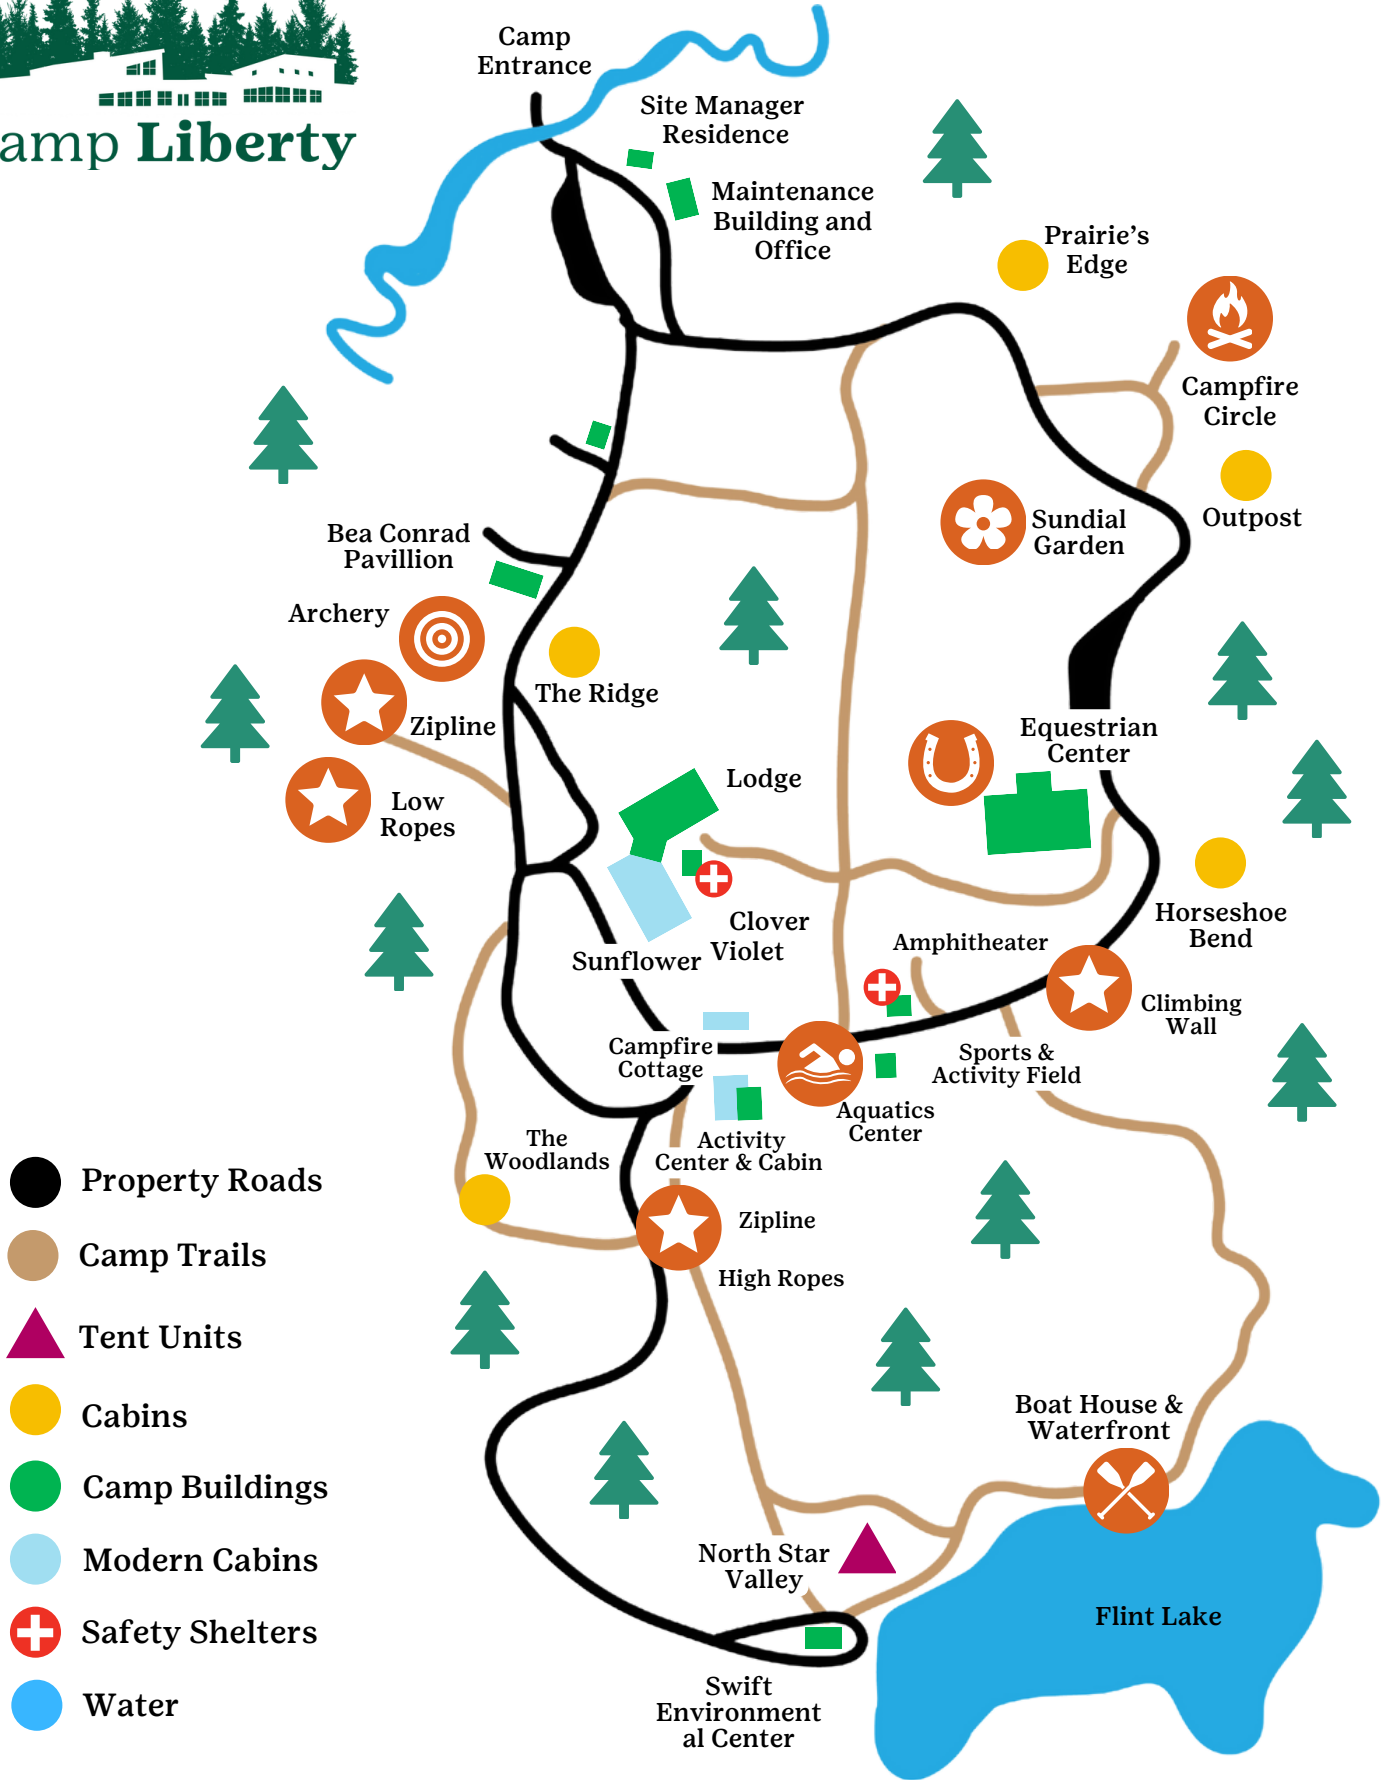 amp Liberty
Camp
Entrance
Site Manager
Residence
Maintenance
Building and
Office
Prairie's
Edge
Campfire
Circle
Outpost
Sundial
Garden
Bea Conrad
Pavillion
Archery
The Ridge
Zipline
Low
Ropes
Lodge
Equestrian
Center
Horseshoe
Bend
Clover
Violet
Sunflower
Amphitheater
Climbing
Wall
Campfire
Cottage
Sports &
Activity Field
Aquatics
Center
Activity
Center & Cabin
The
Woodlands
Zipline
High Ropes
Boat House &
Waterfront
North Star
Valley
Flint Lake
Swift
Environment
al Center
Property Roads
Camp Trails
Tent Units
Cabins
Camp Buildings
Modern Cabins
Safety Shelters
Water